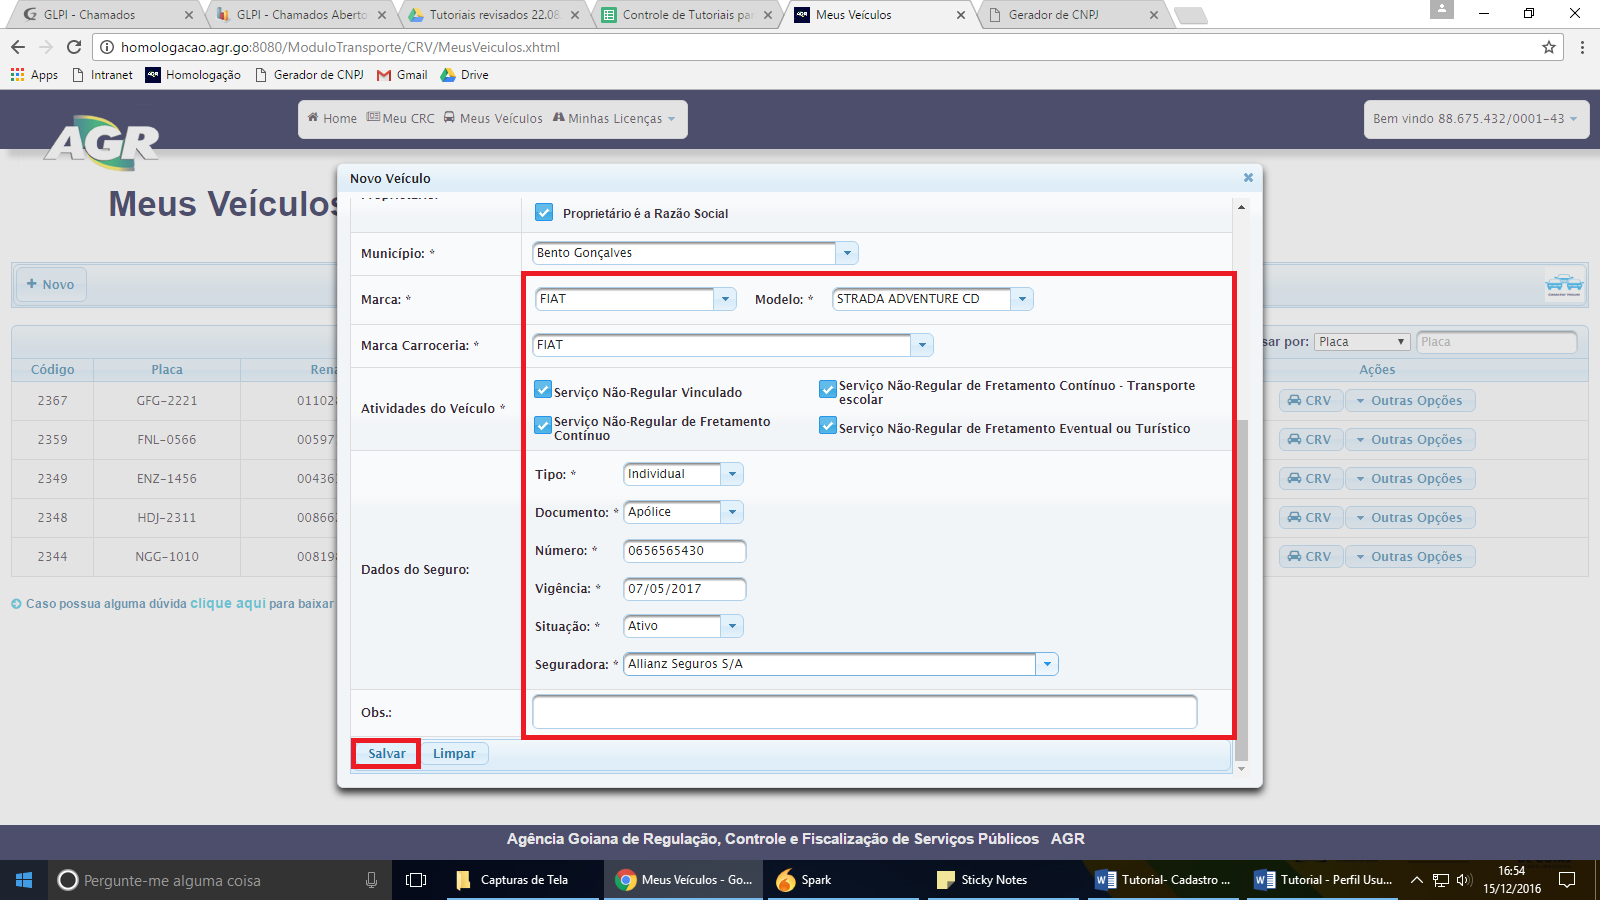 GLPI - Chamados
GLPI - Chamados Aberto
Tutoriais revisados 22.08
Controle de Tutoriais par
Meus Veículos
Gerador de CNPJ
homologacao.agr.go:8080/ModuloTransporte/CRV/MeusVeiculos.xhtml
Apps Intranet Homologação Gerador de CNPJ Gmail Drive
AGR
Home Meu CRC Meus Veículos Minhas Licenças
Bem vindo 88.675.432/0001-43
Meus Veículos
Novo Veículo
Proprietário é a Razão Social
Município: * Bento Gonçalves
+ Novo
Marca: * FIAT Modelo: * STRADA ADVENTURE CD
Marca Carroceria: * FIAT
sar por: Placa Placa
Código Placa Rena Ações
Atividades do Veículo *
Serviço Não-Regular Vinculado
Serviço Não-Regular de Fretamento Contínuo - Transporte
escolar
Serviço Não-Regular de Fretamento
Contínuo
Serviço Não-Regular de Fretamento Eventual ou Turístico
2367 GFG-2221 01102 CRV Outras Opções
2359 FNL-0566 00597 CRV Outras Opções
2349 ENZ-1456 00436 CRV Outras Opções
2348 HDJ-2311 00866 CRV Outras Opções
2344 NGG-1010 00819 CRV Outras Opções
Dados do Seguro:
Tipo: * Individual
Documento: * Apólice
Número: * 0656565430
Vigência: * 07/05/2017
Situação: * Ativo
Seguradora: * Allianz Seguros S/A
Caso possua alguma dúvida clique aqui para baixar
Obs.:
Salvar Limpar
Agência Goiana de Regulação, Controle e Fiscalização de Serviços Públicos AGR
Pergunte-me alguma coisa
Capturas de Tela
Meus Veículos - Go...
Spark
Sticky Notes
Tutorial- Cadastro ...
Tutorial - Perfil Usu...
16:54
15/12/2016